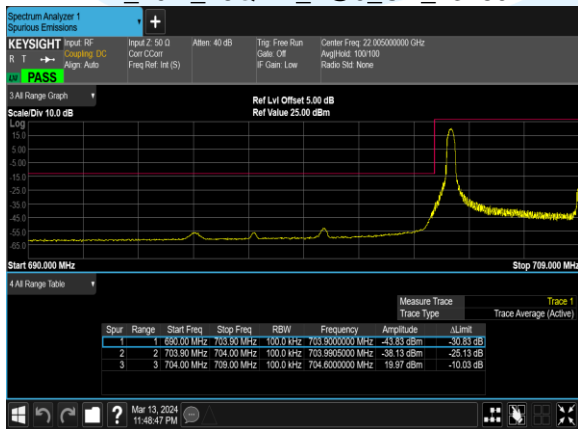 Spectrum Analyzer 1
Spurious Emissions
+
KEYSIGHT Input: RF Input Z: 50 Ω Atten: 40 dB Trig: Free Run Center Freq: 22.005000000 GHz
R T Coupling: DC Corr CCorr Gate: Off Avg|Hold: 100/100
Align: Auto Freq Ref: Int (S) IF Gain: Low Radio Std: None
PASS
3 All Range Graph
Ref Lvl Offset 5.00 dB
Scale/Div 10.0 dB Ref Value 25.00 dBm
Log
15.0
5.00
-5.00
-15.0
-25.0
-35.0
-45.0
-55.0
-65.0
Start 690.000 MHz Stop 709.000 MHz
4 All Range Table
Measure Trace Trace 1
Trace Type Trace Average (Active)
Spur Range Start Freq Stop Freq RBW Frequency Amplitude ΔLimit
1 1 690.00 MHz 703.90 MHz 100.0 kHz 703.9000000 MHz -43.83 dBm -30.83 dB
2 2 703.90 MHz 704.00 MHz 100.0 kHz 703.9905000 MHz -38.13 dBm -25.13 dB
3 3 704.00 MHz 709.00 MHz 100.0 kHz 704.6000000 MHz 19.97 dBm -10.03 dB
?
Mar 13, 2024
11:48:47 PM